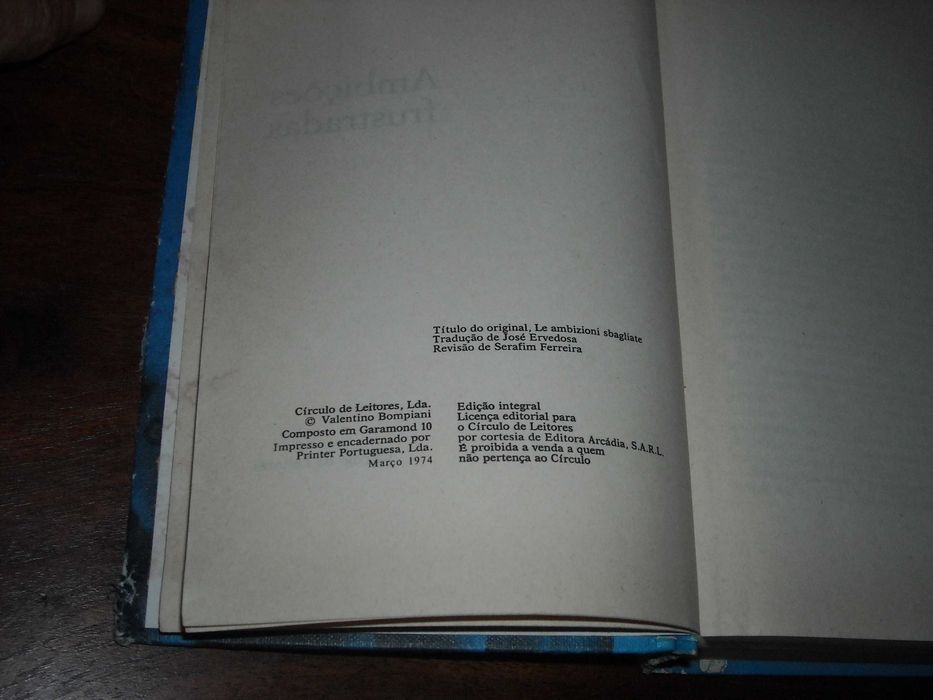 Ambições
frustradas
Título do original, Le ambizioni sbagliate
Tradução de José Ervedosa
Revisão de Serafim Ferreira
Círculo de Leitores, Lda.
© Valentino Bompiani
Composto em Garamond 10
Impresso e encadernado por
Printer Portuguesa, Lda.
Março 1974
Edição integral
Licença editorial para
o Círculo de Leitores
por cortesia de Editora Arcádia, S.A.R.L.
É proibida a venda a quem
não pertença ao Círculo